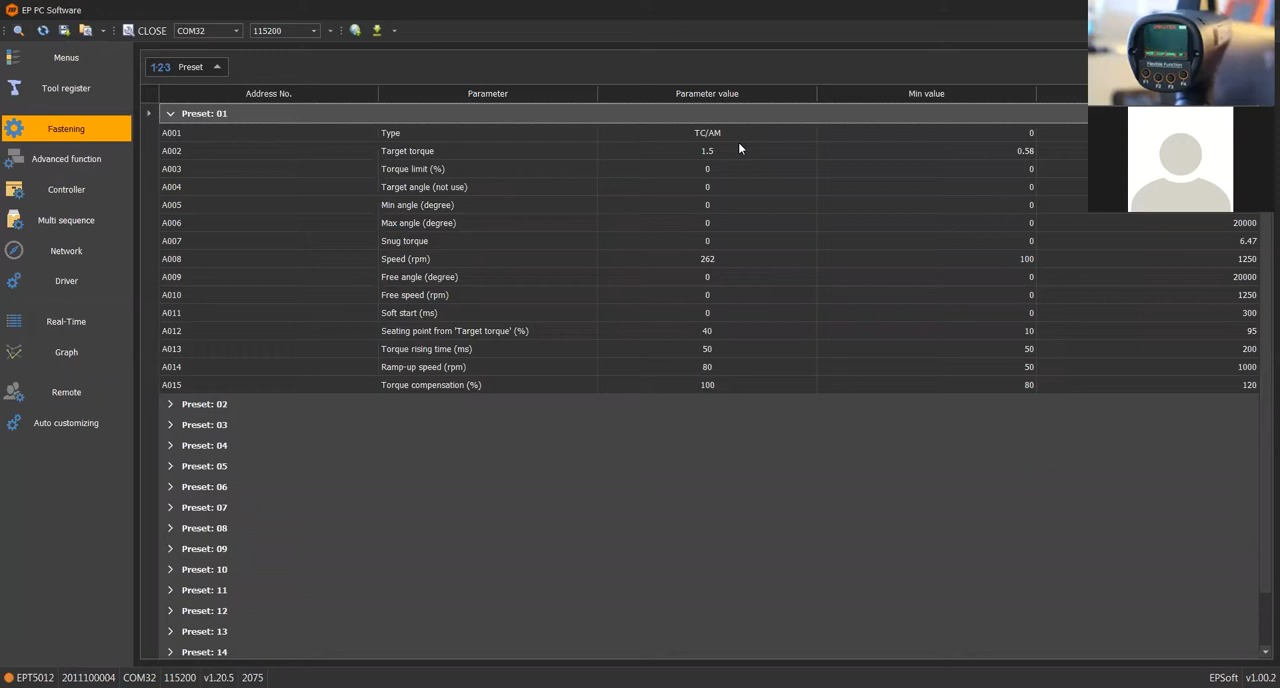 EP PC Software
CLOSE COM32 115200
Menus
Tool register
Fastening
Advanced function
Controller
Multi sequence
Network
Driver
Real-Time
Graph
Remote
Auto customizing
123 Preset
Address No. Parameter Parameter value Min value
Preset: 01
A001 Type TC/AM 0
A002 Target torque 1.5 0.58
A003 Torque limit (%) 0 0
A004 Target angle (not use) 0 0
A005 Min angle (degree) 0 0
A006 Max angle (degree) 0 0 20000
A007 Snug torque 0 0 6.47
A008 Speed (rpm) 262 100 1250
A009 Free angle (degree) 0 0 20000
A010 Free speed (rpm) 0 0 1250
A011 Soft start (ms) 0 0 300
A012 Seating point from 'Target torque' (%) 40 10 95
A013 Torque rising time (ms) 50 50 200
A014 Ramp-up speed (rpm) 80 50 1000
A015 Torque compensation (%) 100 80 120
Preset: 02
Preset: 03
Preset: 04
Preset: 05
Preset: 06
Preset: 07
Preset: 08
Preset: 09
Preset: 10
Preset: 11
Preset: 12
Preset: 13
Preset: 14
Flexible Function
F1 F2 F3 F4
EPT5012 2011100004 COM32 115200 v1.20.5 2075 EPSoft v1.00.2